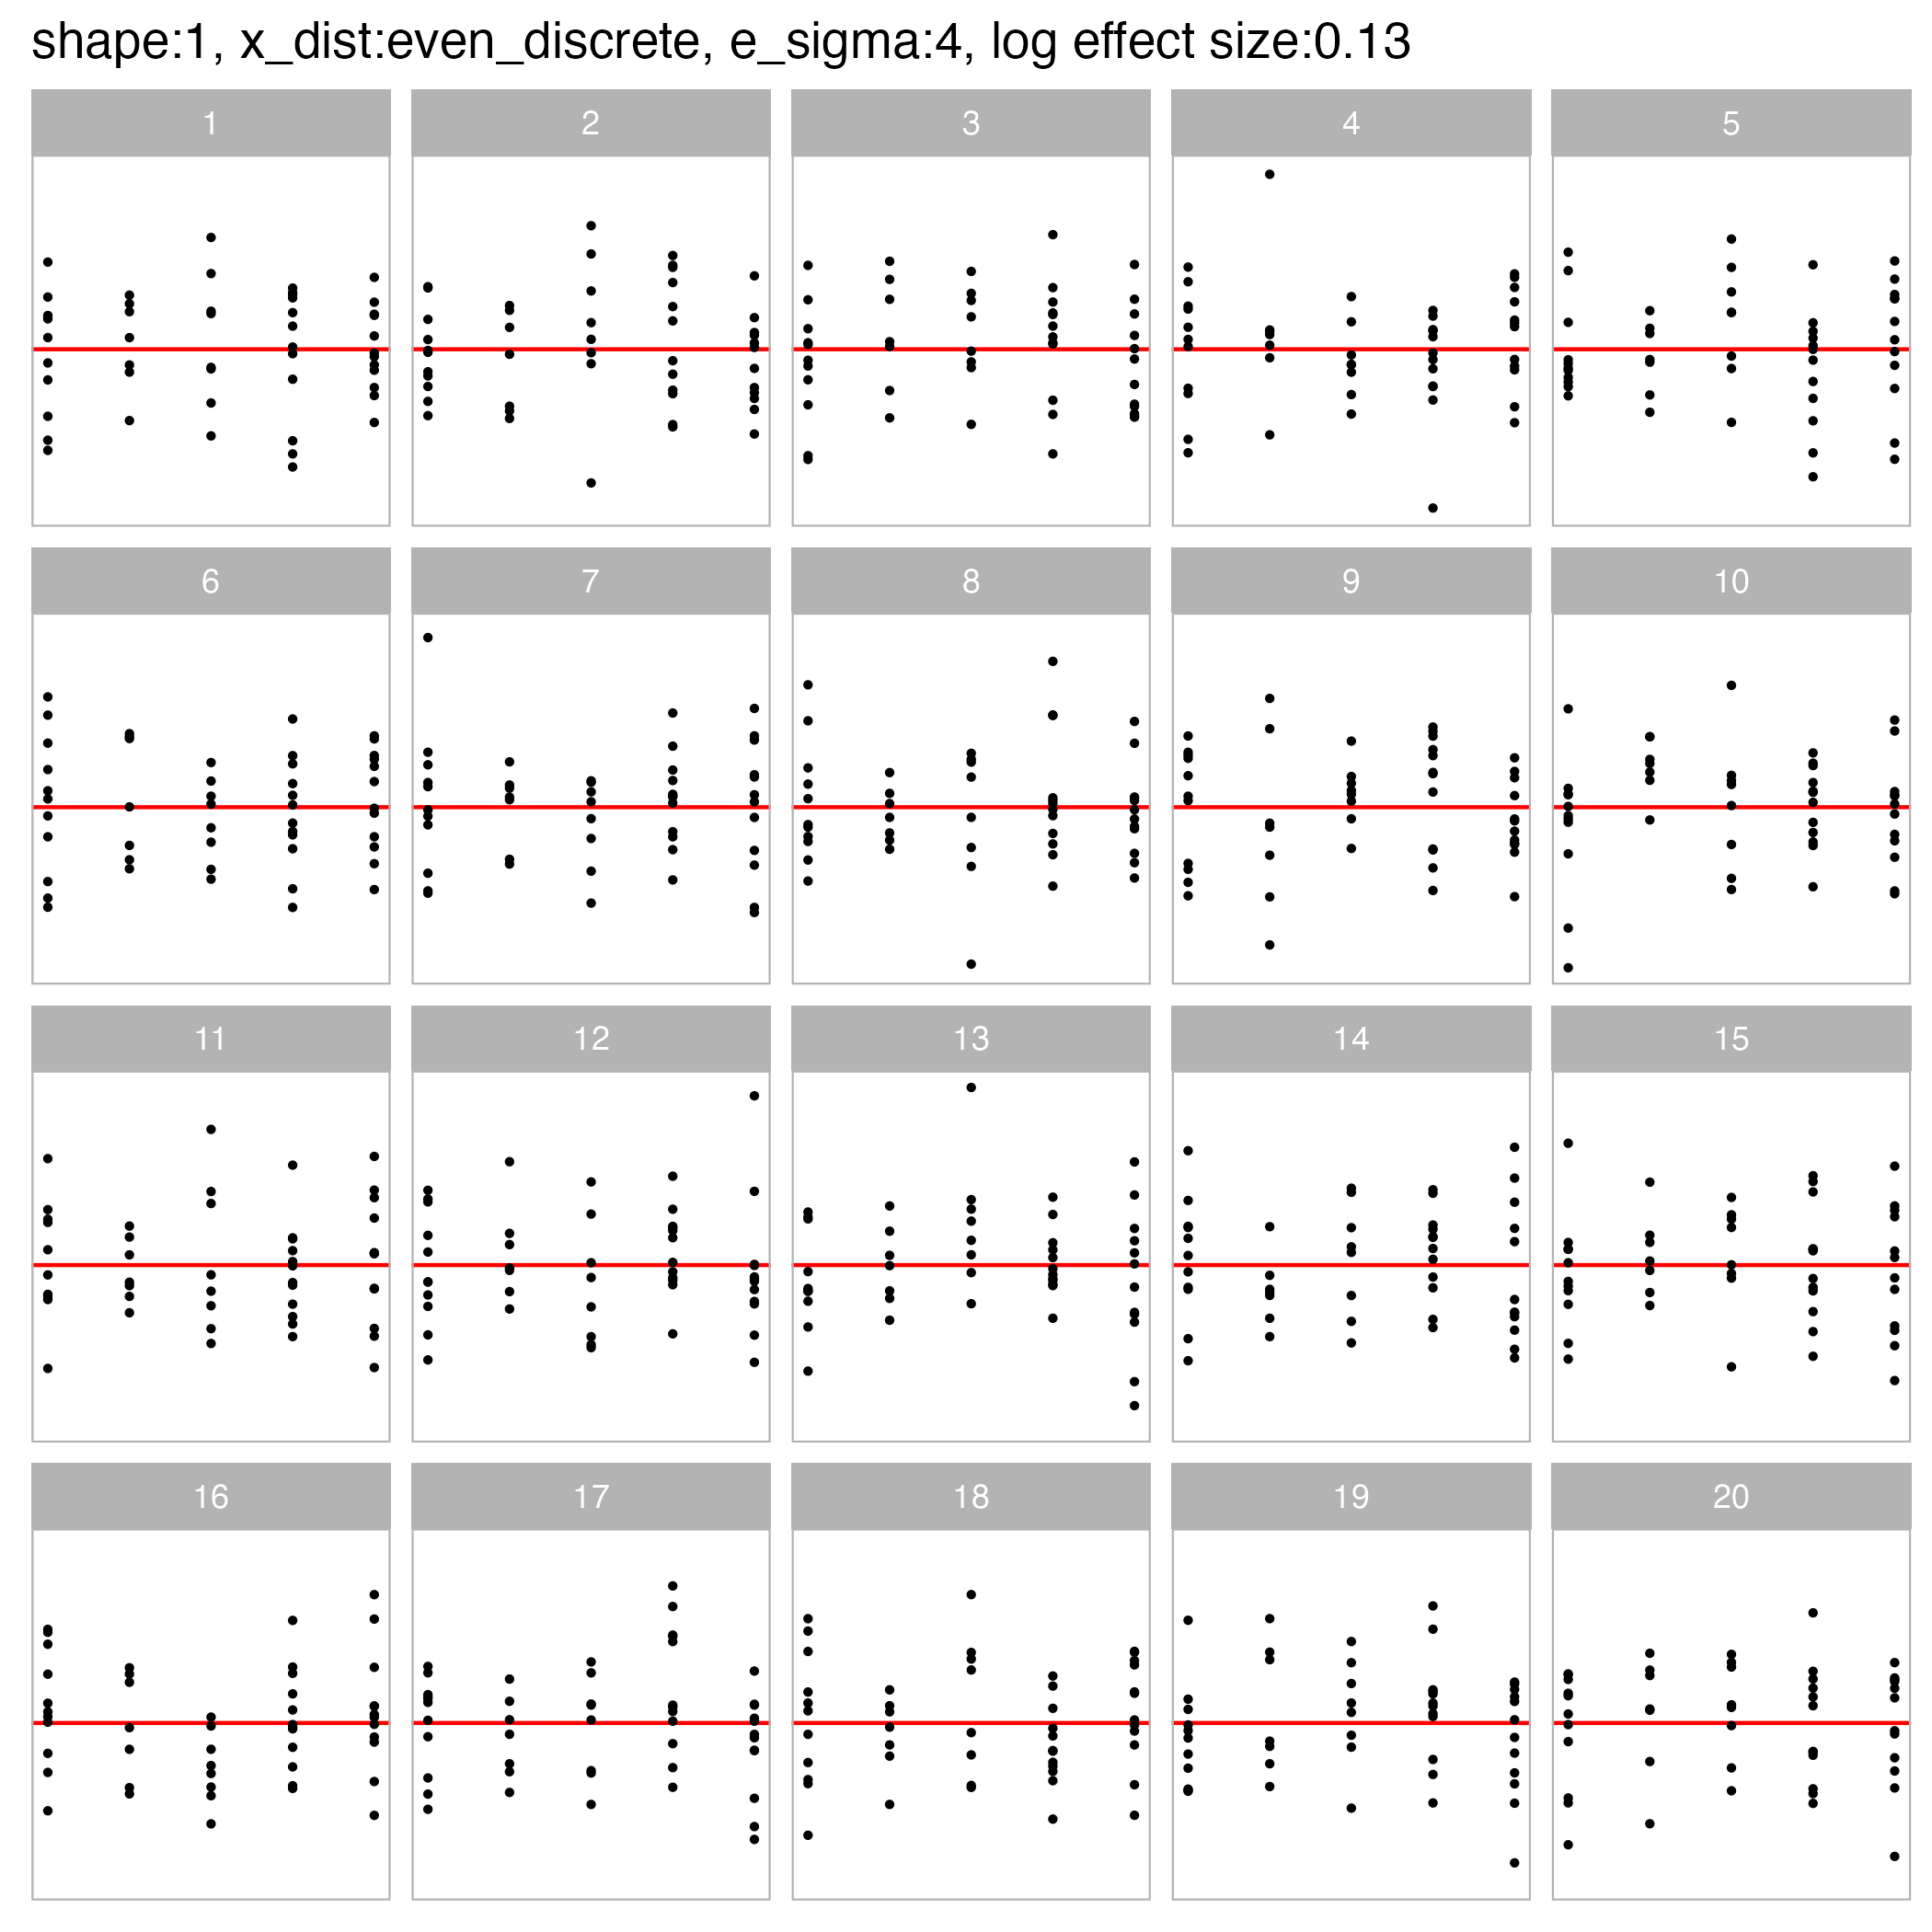 shape:1, x_dist:even_discrete, e_sigma:4, log effect size:0.13
1 2 3 4 5
6 7 8 9 10
11 12 13 14 15
16 17 18 19 20